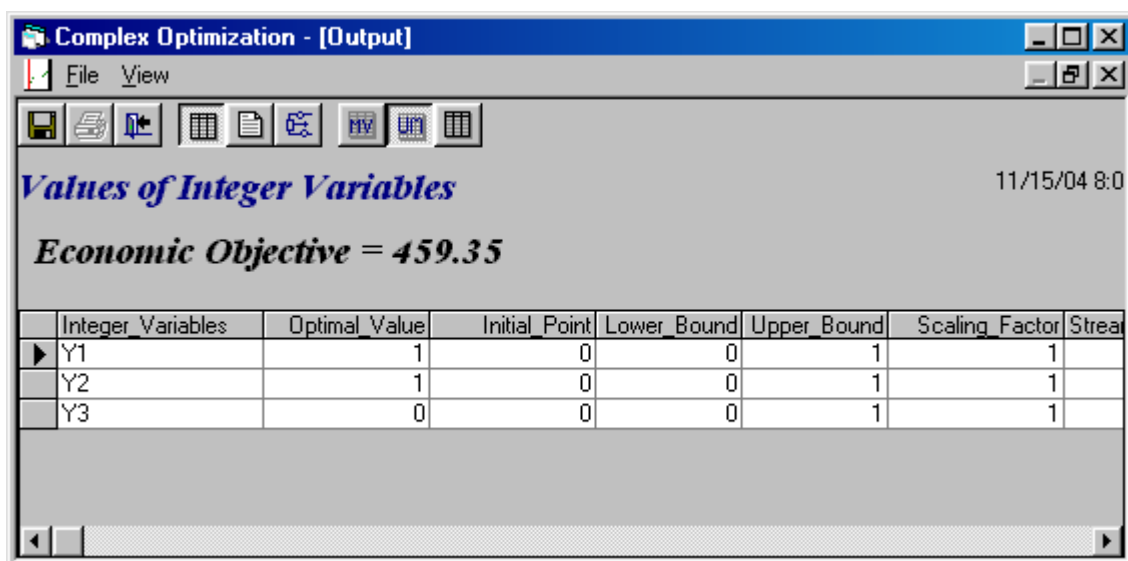 Complex Optimization - [Output]
File View
MV UM
Values of Integer Variables 11/15/04 8:0
Economic Objective = 459.35
Integer_Variables Optimal_Value Initial_Point Lower_Bound Upper_Bound Scaling_Factor Strea
Y1 1 0 0 1 1
Y2 1 0 0 1 1
Y3 0 0 0 1 1